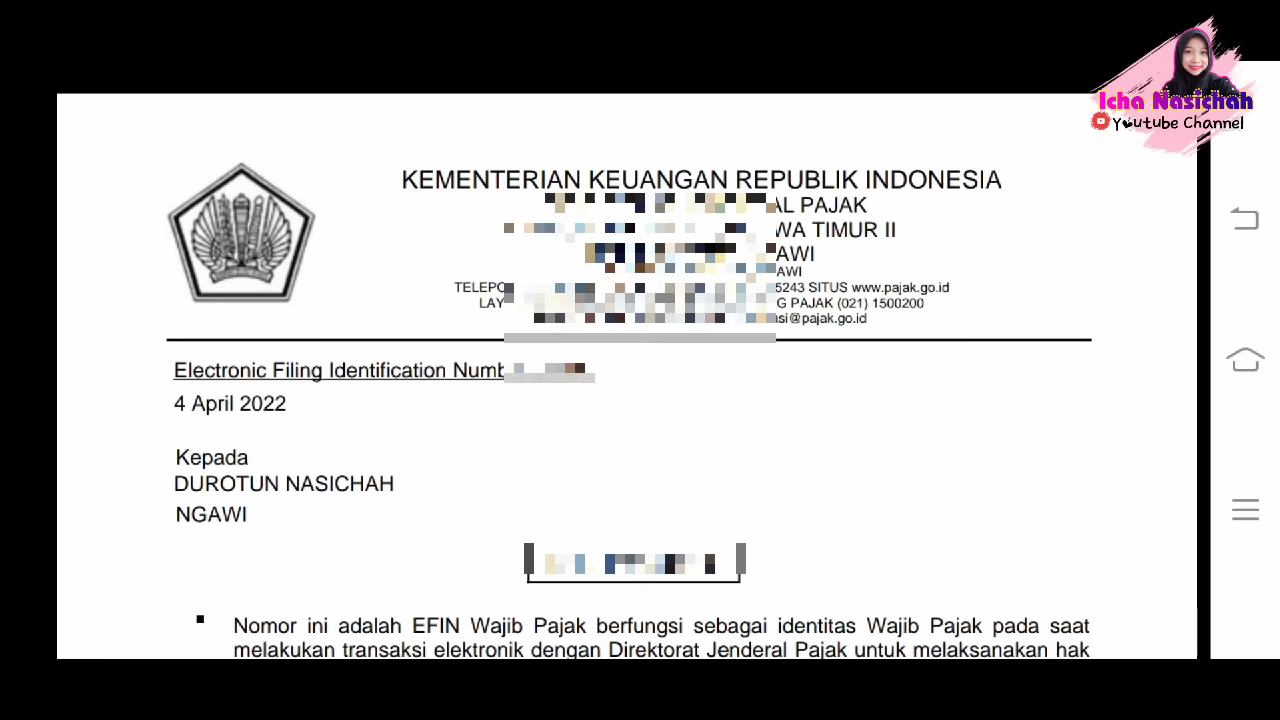 Icha Nasichah
Youtube Channel
KEMENTERIAN KEUANGAN REPUBLIK INDONESIA
AL PAJAK
WA TIMUR II
AWI
AWI
TELEPO 5243 SITUS www.pajak.go.id
LAY G PAJAK (021) 1500200
si@pajak.go.id
Electronic Filing Identification Numb
4 April 2022
Kepada
DUROTUN NASICHAH
NGAWI
Nomor ini adalah EFIN Wajib Pajak berfungsi sebagai identitas Wajib Pajak pada saat
melakukan transaksi elektronik dengan Direktorat Jenderal Pajak untuk melaksanakan hak